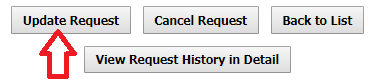 Update Request Cancel Request Back to List
View Request History in Detail